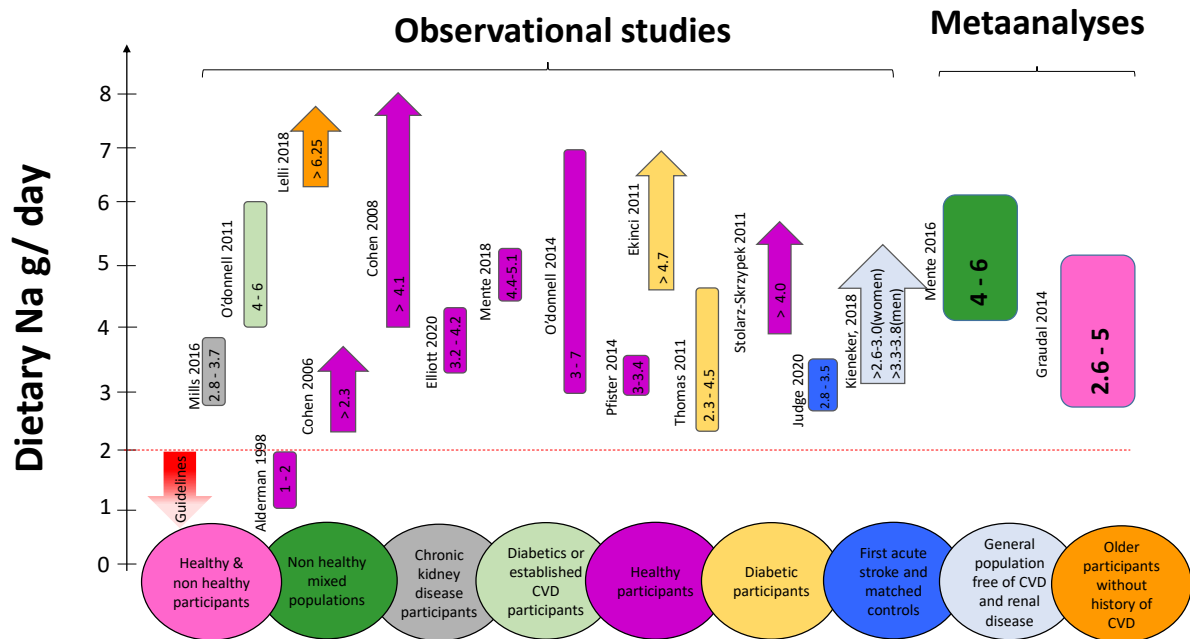 Observational studies
Metaanalyses
Dietary Na g/ day
8
7
6
5
4
3
2
1
0
Guidelines
Mills 2016
2.8 - 3.7
O'donnell 2011
4 - 6
Alderman 1998
1 - 2
Lelli 2018
> 6.25
Cohen 2006
> 2.3
Cohen 2008
> 4.1
Elliott 2020
3.2 - 4.2
Mente 2018
4.4-5.1
O'donnell 2014
3 - 7
Pfister 2014
3-3.4
Ekinci 2011
> 4.7
Thomas 2011
2.3 - 4.5
Stolarz-Skrzypek 2011
> 4.0
Judge 2020
2.8 - 3.5
Kieneker, 2018
>2.6-3.0(women)
>3.3-3.8(men)
Mente 2016
4 - 6
Graudal 2014
2.6 - 5
Healthy &
non healthy
participants
Non healthy
mixed
populations
Chronic
kidney
disease
participants
Diabetics or
established
CVD
participants
Healthy
participants
Diabetic
participants
First acute
stroke and
matched
controls
General
population
free of CVD
and renal
disease
Older
participants
without
history of
CVD